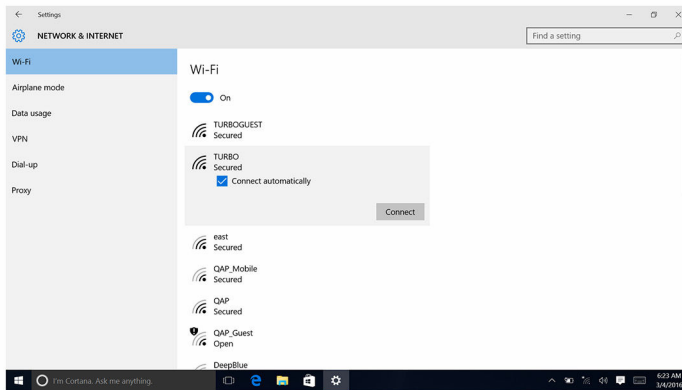 Settings
NETWORK & INTERNET
Find a setting
Wi-Fi
Airplane mode
Data usage
VPN
Dial-up
Proxy
Wi-Fi
On
TURBOGUEST
Secured
TURBO
Secured
Connect automatically
Connect
east
Secured
QAP_Mobile
Secured
QAP
Secured
QAP_Guest
Open
DeepBlue
I'm Cortana. Ask me anything.
6:23 AM
3/4/2016